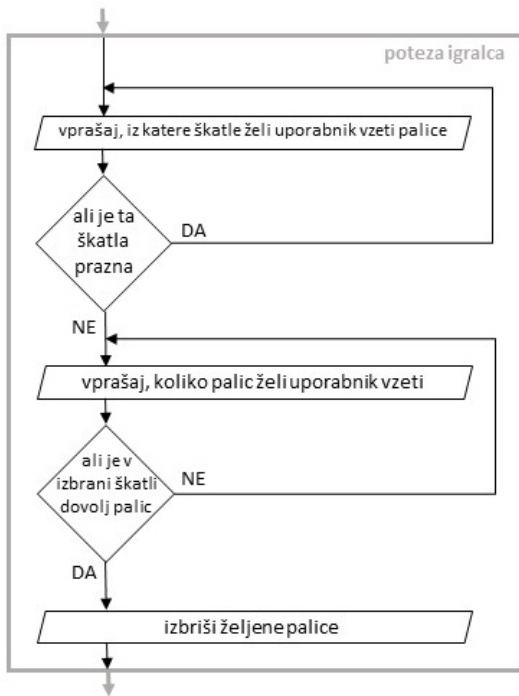 poteza igralca
vprašaj, iz katere škatle želi uporabnik vzeti palice
ali je ta
škatla
prazna
DA
NE
vprašaj, koliko palic želi uporabnik vzeti
ali je v
izbrani škatli
dovolj palic
NE
DA
izbriši željene palice